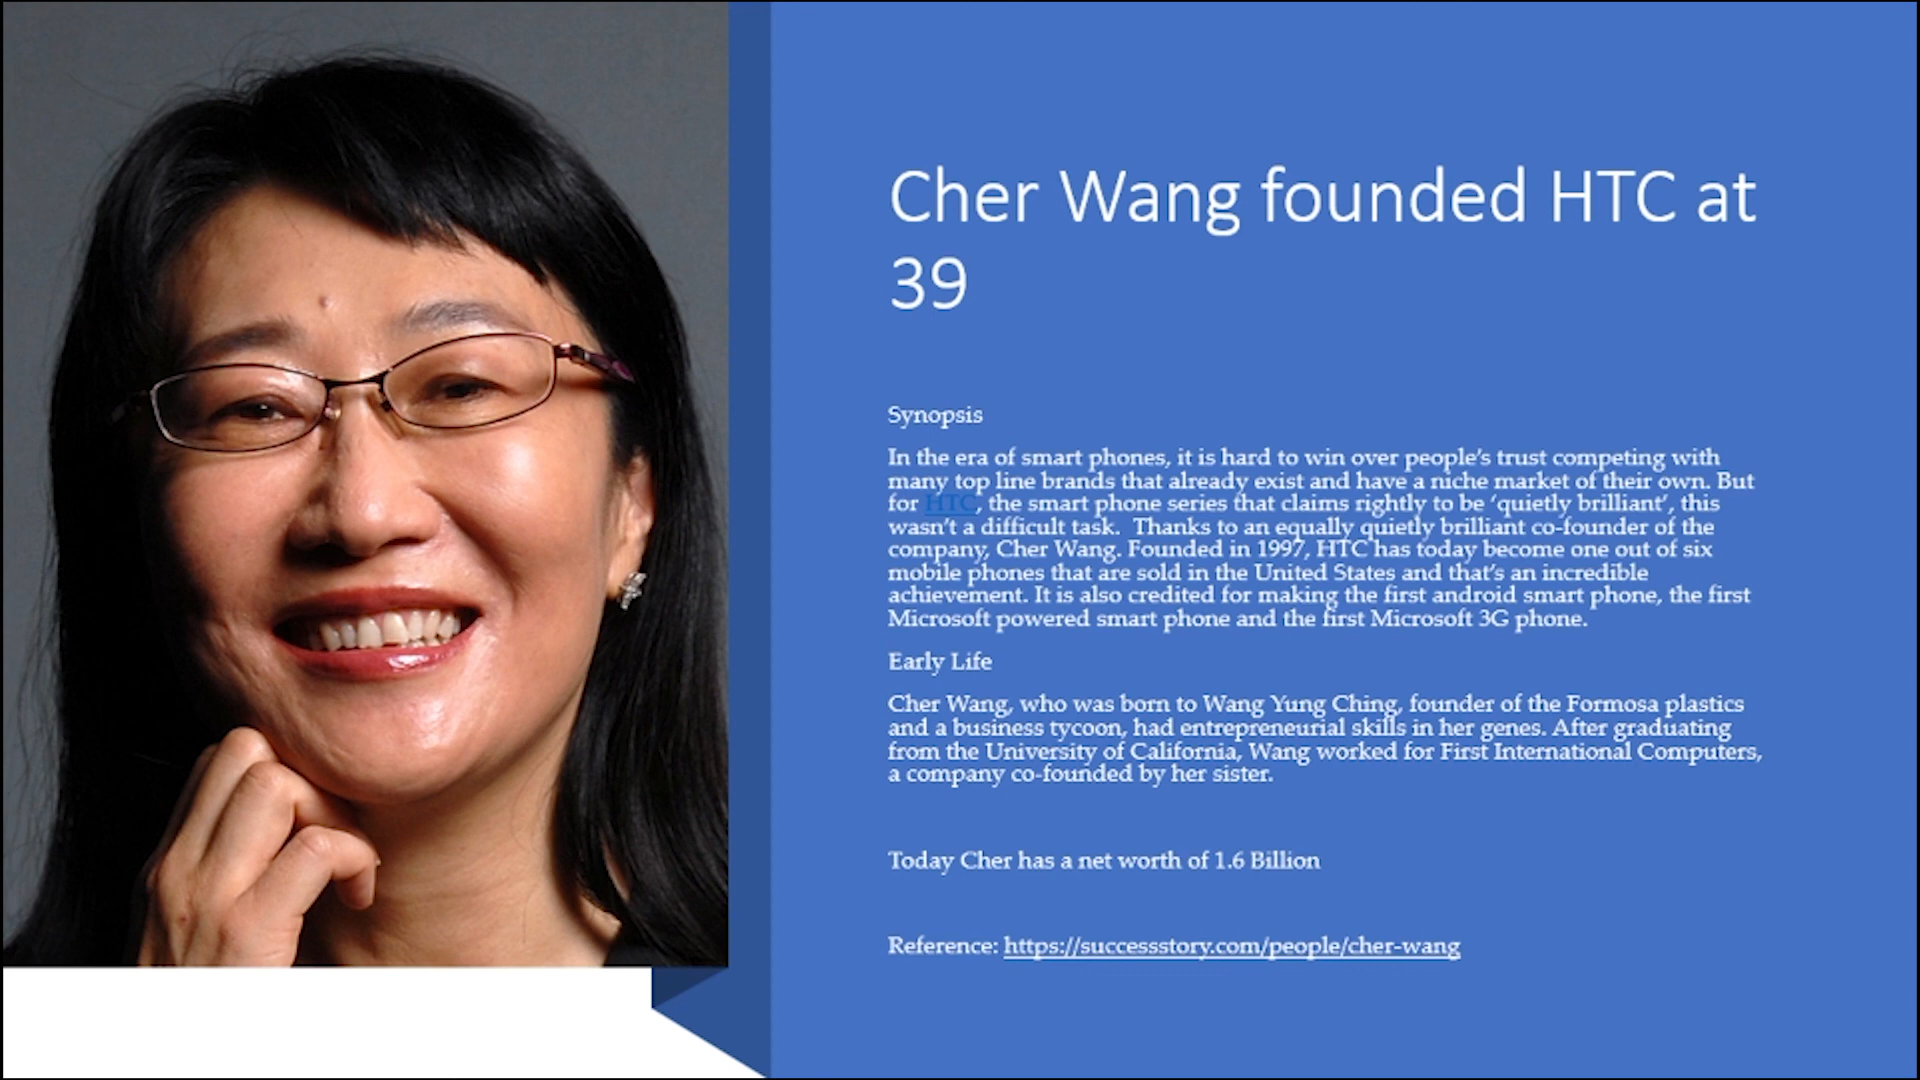 Cher Wang founded HTC at
39
Synopsis
In the era of smart phones, it is hard to win over people’s trust competing with
many top line brands that already exist and have a niche market of their own. But
for HTC, the smart phone series that claims rightly to be ‘quietly brilliant’, this
wasn’t a difficult task.  Thanks to an equally quietly brilliant co-founder of the
company, Cher Wang. Founded in 1997, HTC has today become one out of six
mobile phones that are sold in the United States and that’s an incredible
achievement. It is also credited for making the first android smart phone, the first
Microsoft powered smart phone and the first Microsoft 3G phone.
Early Life
Cher Wang, who was born to Wang Yung Ching, founder of the Formosa plastics
and a business tycoon, had entrepreneurial skills in her genes. After graduating
from the University of California, Wang worked for First International Computers,
a company co-founded by her sister.
Today Cher has a net worth of 1.6 Billion
Reference: https://successstory.com/people/cher-wang